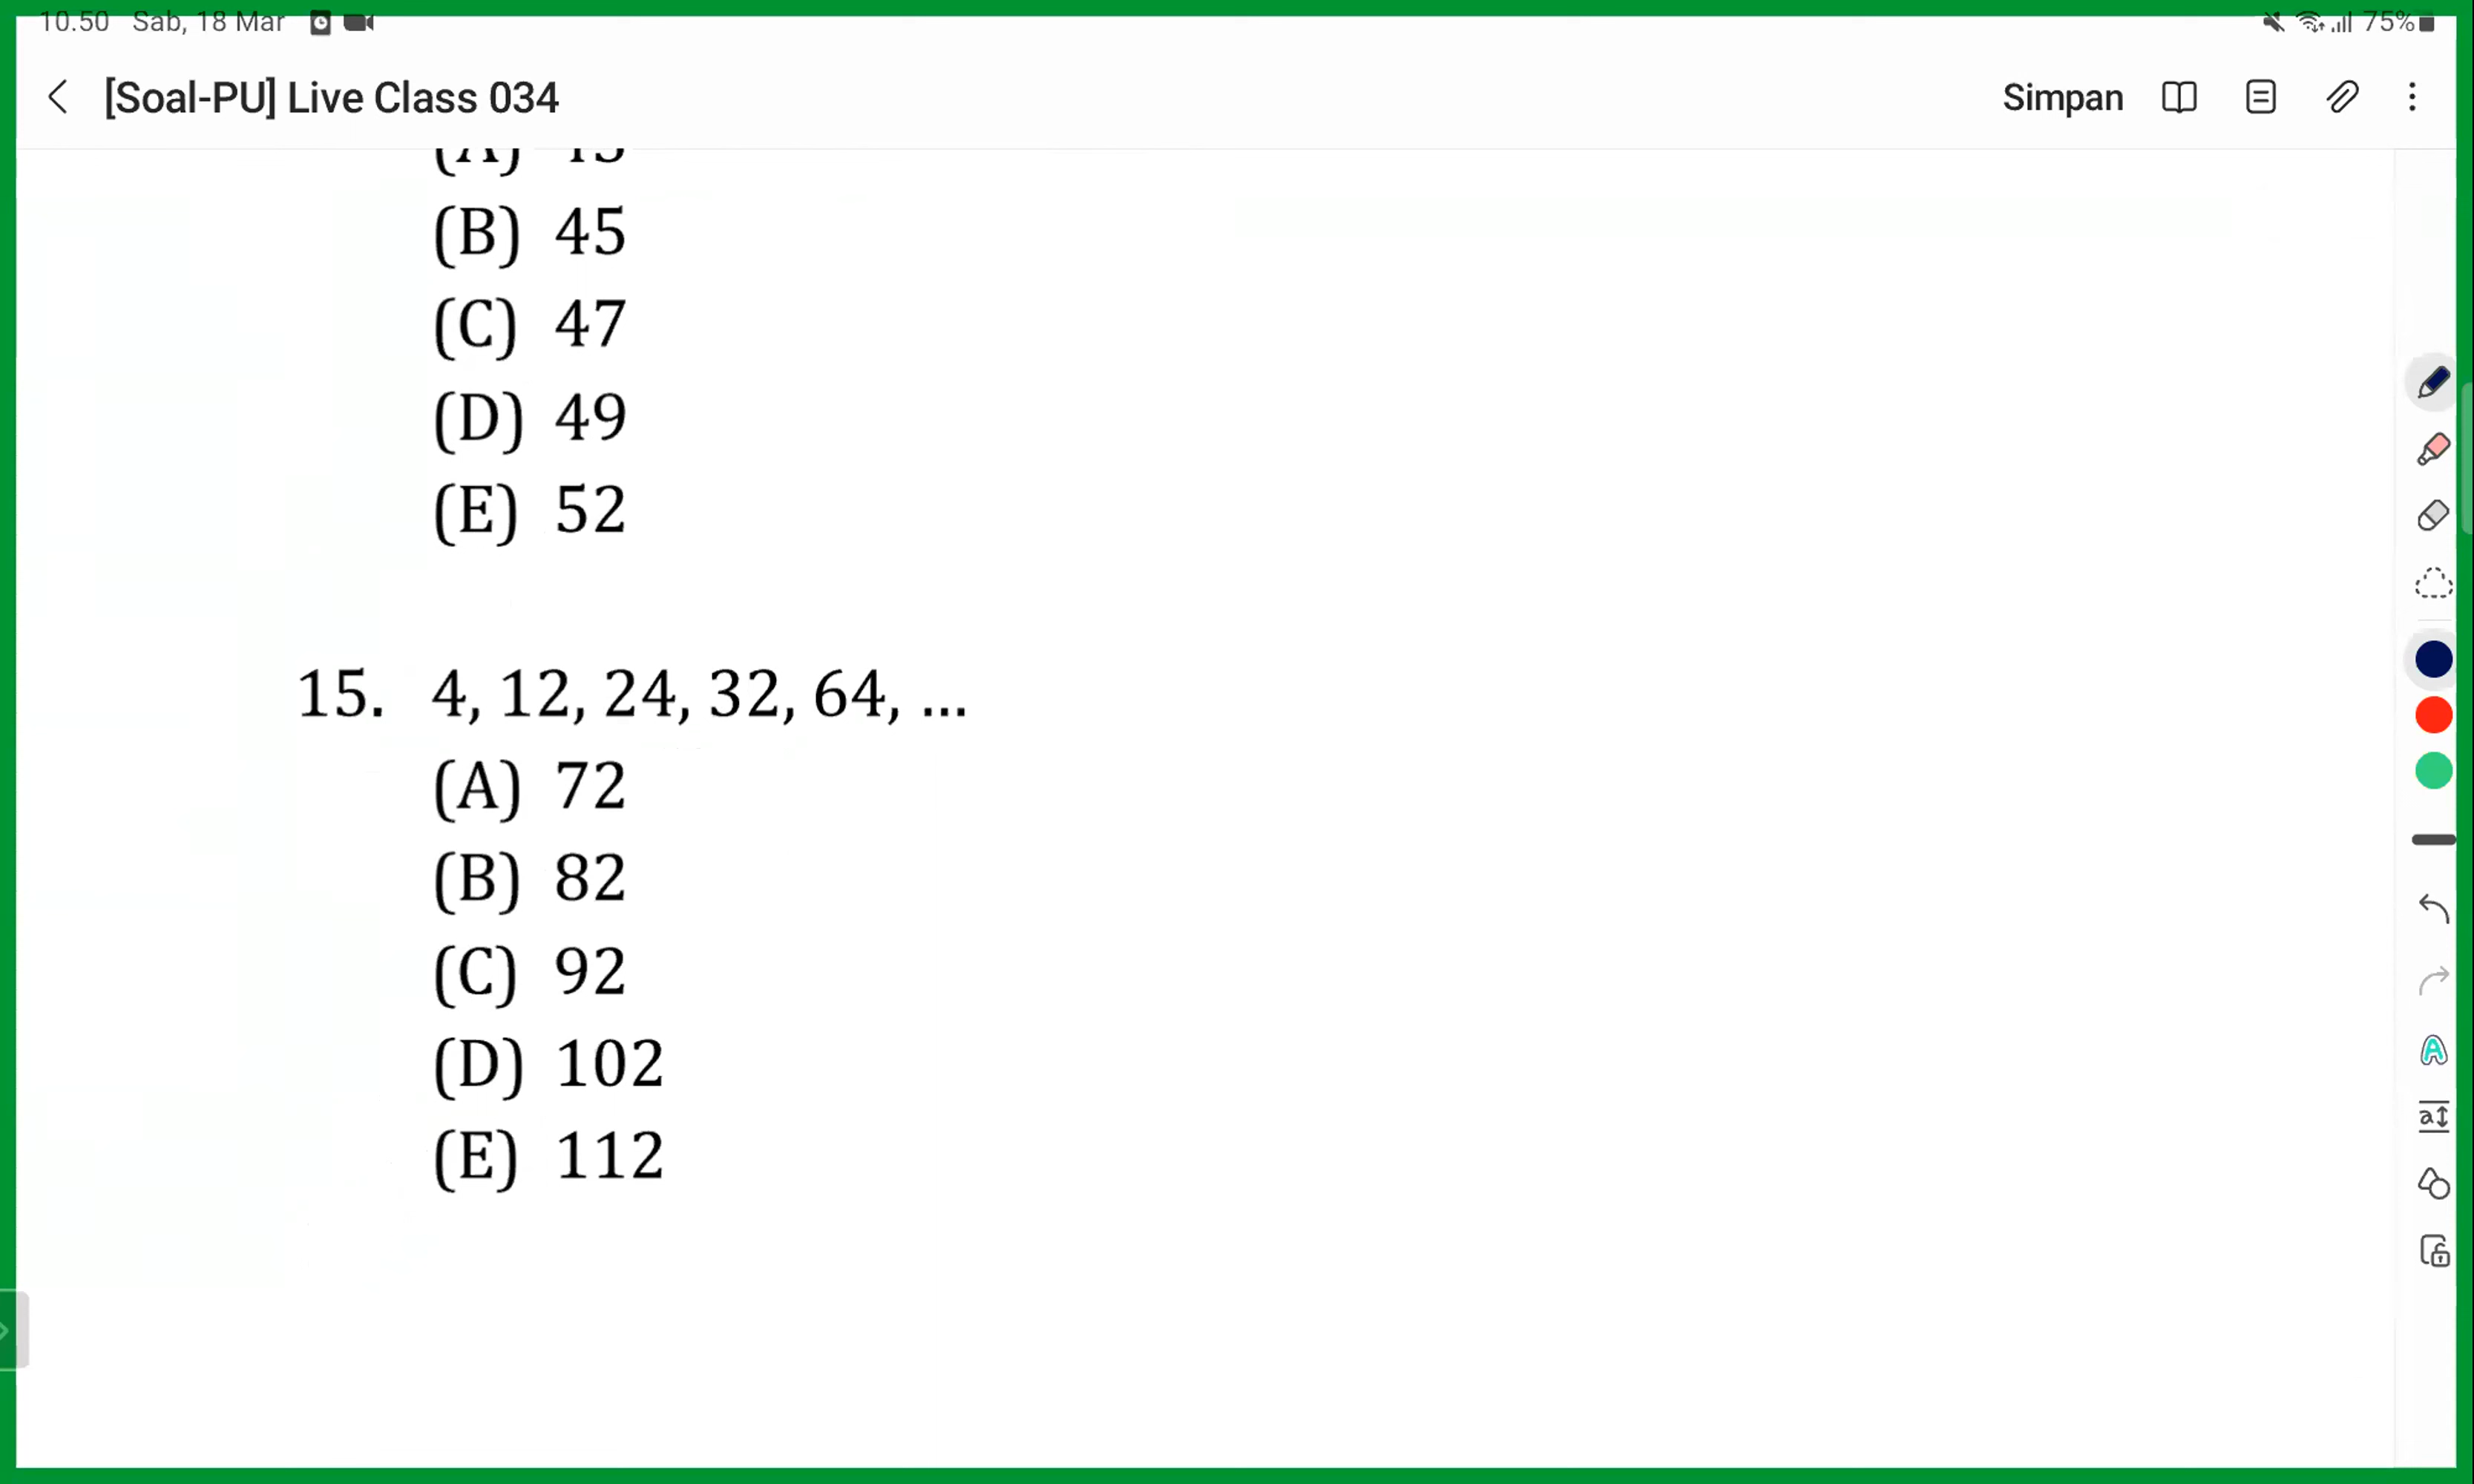 10.50 Sab, 18 Mar 75%
[Soal-PU] Live Class 034 Simpan
(B) 45
(C) 47
(D) 49
(E) 52
15. 4, 12, 24, 32, 64, ...
(A) 72
(B) 82
(C) 92
(D) 102
(E) 112